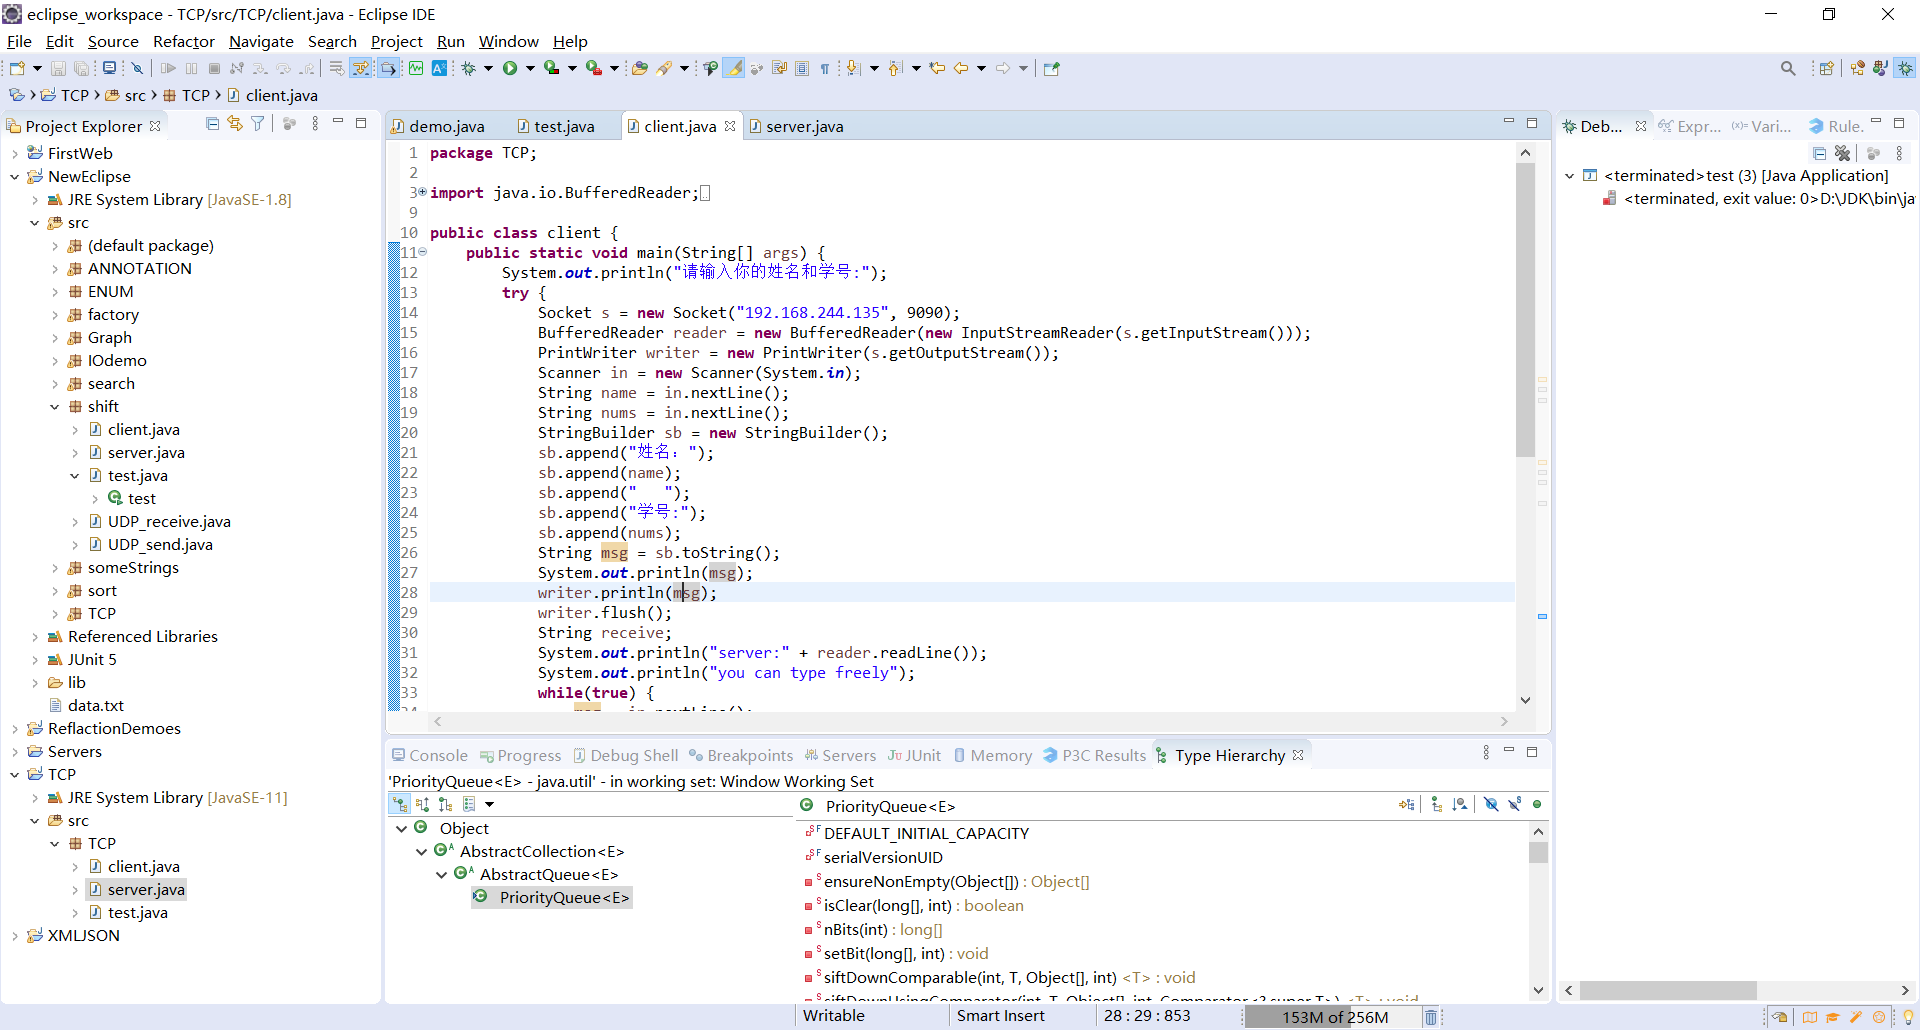 eclipse_workspace - TCP/src/TCP/client.java - Eclipse IDE
File Edit Source Refactor Navigate Search Project Run Window Help
TCP src TCP client.java
Project Explorer
FirstWeb
NewEclipse
JRE System Library [JavaSE-1.8]
src
(default package)
ANNOTATION
ENUM
factory
Graph
IOdemo
search
shift
client.java
server.java
test.java
test
UDP_receive.java
UDP_send.java
someStrings
sort
TCP
Referenced Libraries
JUnit 5
lib
data.txt
ReflactionDemoes
Servers
TCP
JRE System Library [JavaSE-11]
src
TCP
client.java
server.java
test.java
XMLJSON
demo.java test.java client.java server.java
1 package TCP;
2
3 import java.io.BufferedReader;
9
10 public class client {
11 public static void main(String[] args) {
12 System.out.println("请输入你的姓名和学号:");
13 try {
14 Socket s = new Socket("192.168.244.135", 9090);
15 BufferedReader reader = new BufferedReader(new InputStreamReader(s.getInputStream()));
16 PrintWriter writer = new PrintWriter(s.getOutputStream());
17 Scanner in = new Scanner(System.in);
18 String name = in.nextLine();
19 String nums = in.nextLine();
20 StringBuilder sb = new StringBuilder();
21 sb.append("姓名：");
22 sb.append(name);
23 sb.append("   ");
24 sb.append("学号:");
25 sb.append(nums);
26 String msg = sb.toString();
27 System.out.println(msg);
28 writer.println(msg);
29 writer.flush();
30 String receive;
31 System.out.println("server:" + reader.readLine());
32 System.out.println("you can type freely");
33 while(true) {
Console Progress Debug Shell Breakpoints Servers JUnit Memory P3C Results Type Hierarchy
'PriorityQueue<E> - java.util' - in working set: Window Working Set
Object
AbstractCollection<E>
AbstractQueue<E>
PriorityQueue<E>
PriorityQueue<E>
DEFAULT_INITIAL_CAPACITY
serialVersionUID
ensureNonEmpty(Object[]) : Object[]
isClear(long[], int) : boolean
nBits(int) : long[]
setBit(long[], int) : void
siftDownComparable(int, T, Object[], int) <T> : void
siftDownUsingComparator(int, T, Object[], int, Comparator<? super T>) <T> : void
Deb... Expr... Vari... Rule.
<terminated>test (3) [Java Application]
<terminated, exit value: 0>D:\JDK\bin\ja
Writable Smart Insert 28 : 29 : 853 153M of 256M